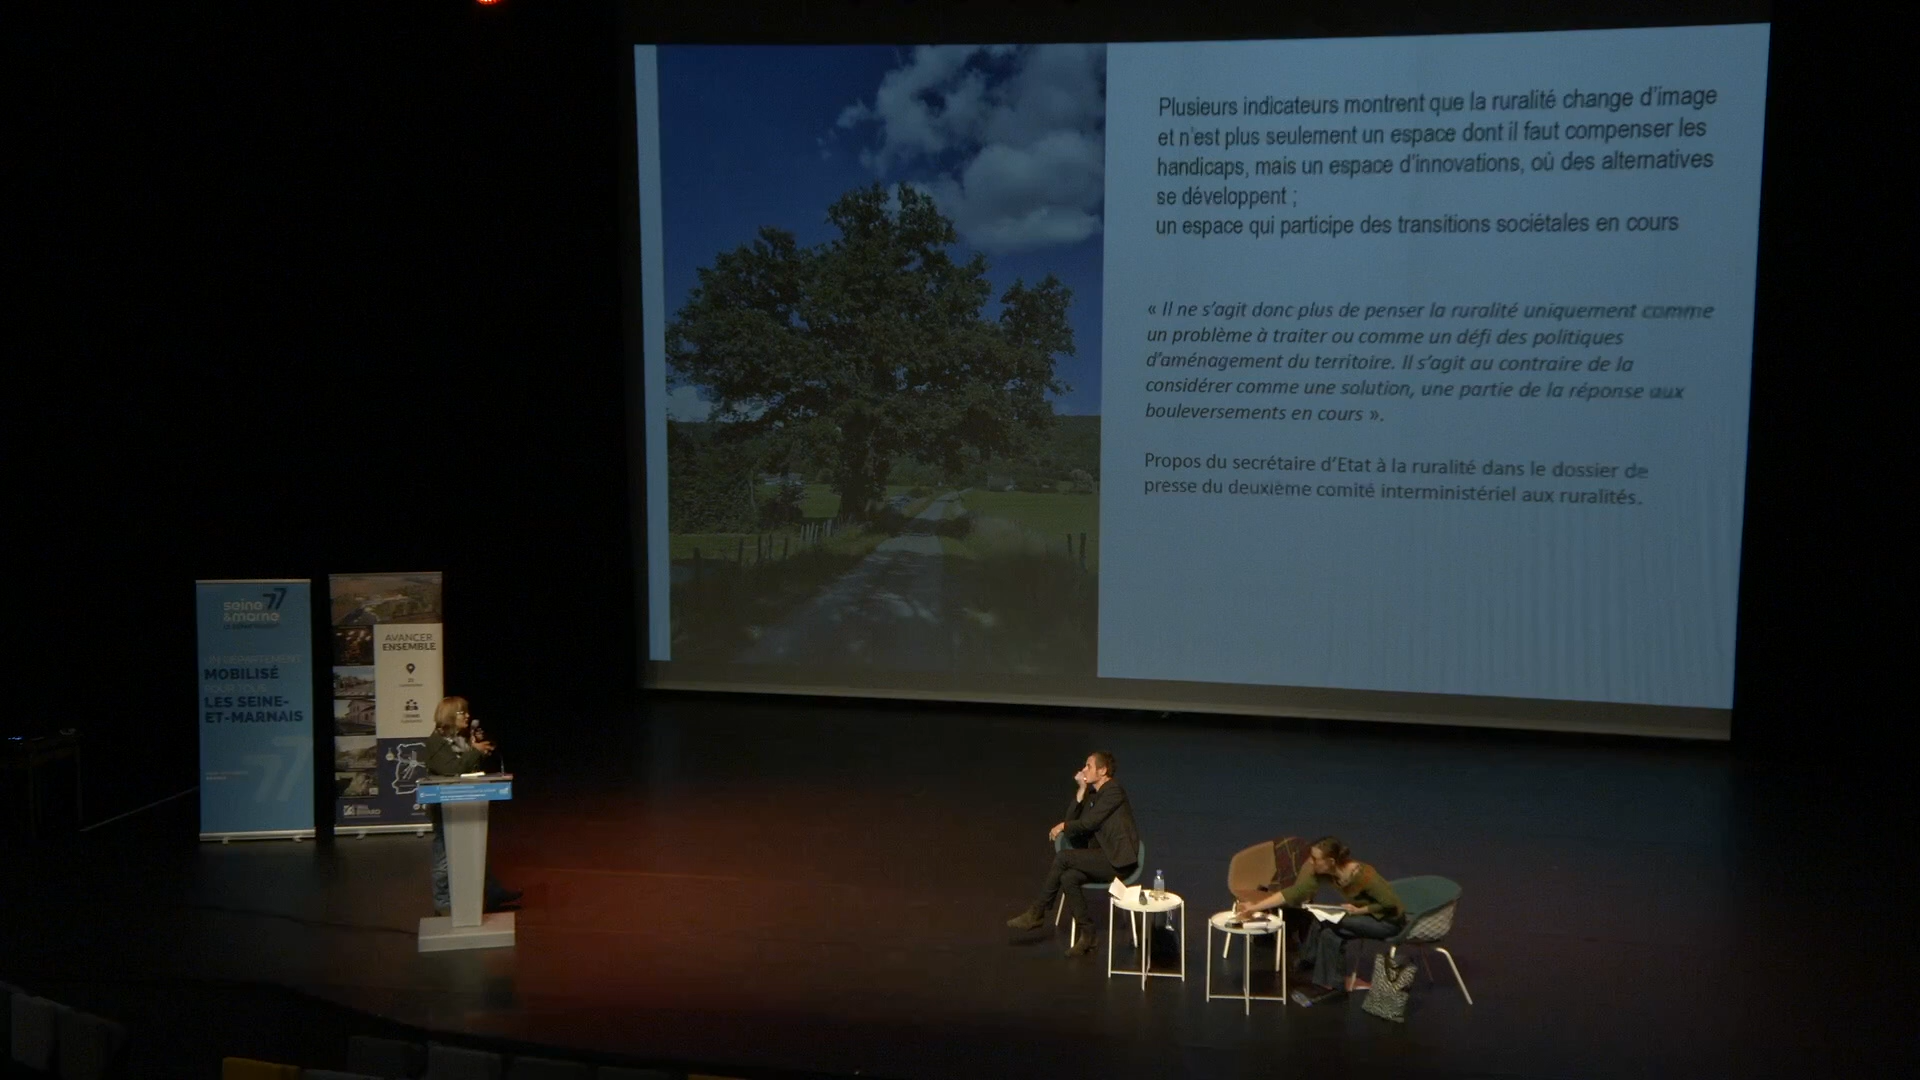 Plusieurs indicateurs montrent que la ruralité change d'image
et n'est plus seulement un espace dont il faut compenser les
handicaps, mais un espace d'innovations, où des alternatives
se développent ;
un espace qui participe des transitions sociétales en cours
« Il ne s'agit donc plus de penser la ruralité uniquement comme
un problème à traiter ou comme un défi des politiques
d'aménagement du territoire. Il s'agit au contraire de la
considérer comme une solution, une partie de la réponse aux
bouleversements en cours ».
Propos du secrétaire d'Etat à la ruralité dans le dossier de
presse du deuxième comité interministériel aux ruralités.
seine 77
&marne
UN DÉPARTEMENT
MOBILISÉ
POUR TOUS
LES SEINE-
ET-MARNAIS
77
AVANCER
ENSEMBLE